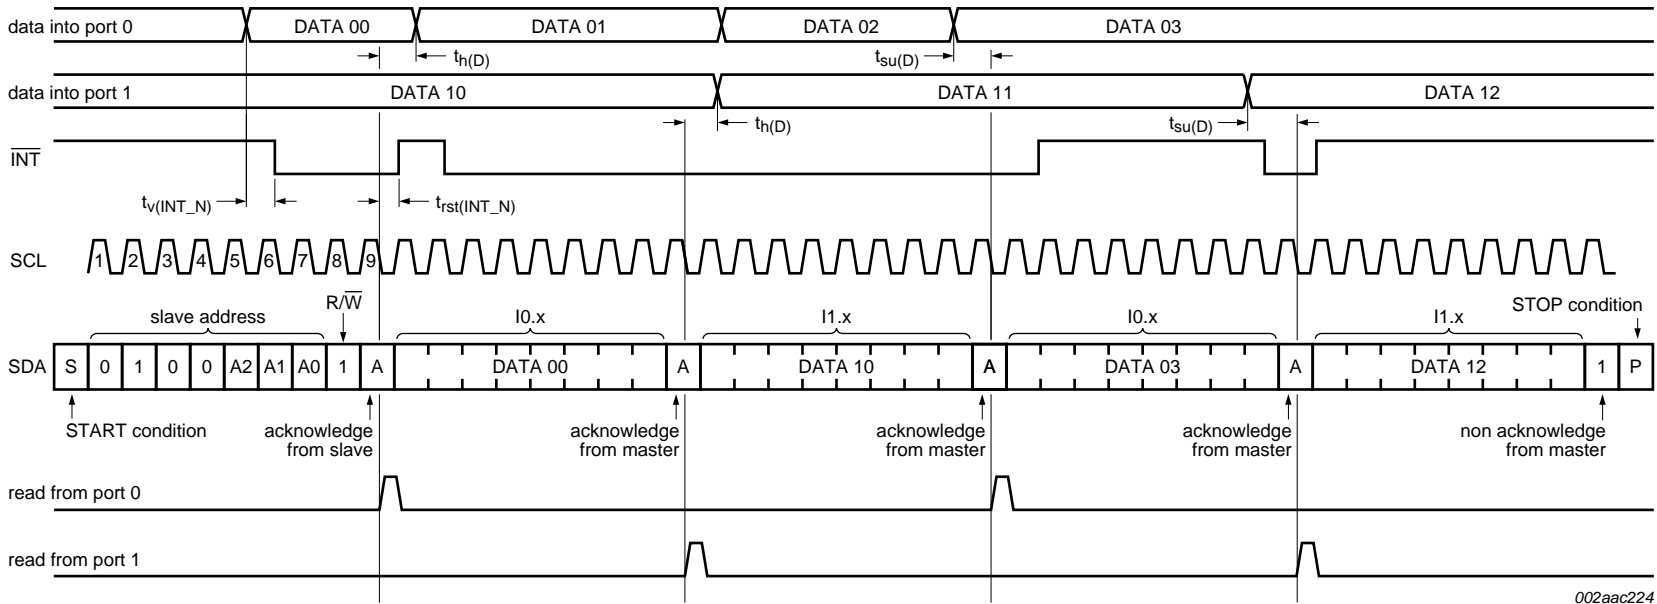 data into port 0 DATA 00 DATA 01 DATA 02 DATA 03
th(D) tsu(D)
data into port 1 DATA 10 DATA 11 DATA 12
th(D) tsu(D)
INT
tv(INT_N) trst(INT_N)
SCL 1 2 3 4 5 6 7 8 9
R/W
slave address I0.x I1.x I0.x I1.x STOP condition
SDA S 0 1 0 0 A2 A1 A0 1 A DATA 00 A DATA 10 A DATA 03 A DATA 12 1 P
START condition acknowledge acknowledge acknowledge acknowledge non acknowledge
from slave from master from master from master from master
read from port 0
read from port 1
002aac224